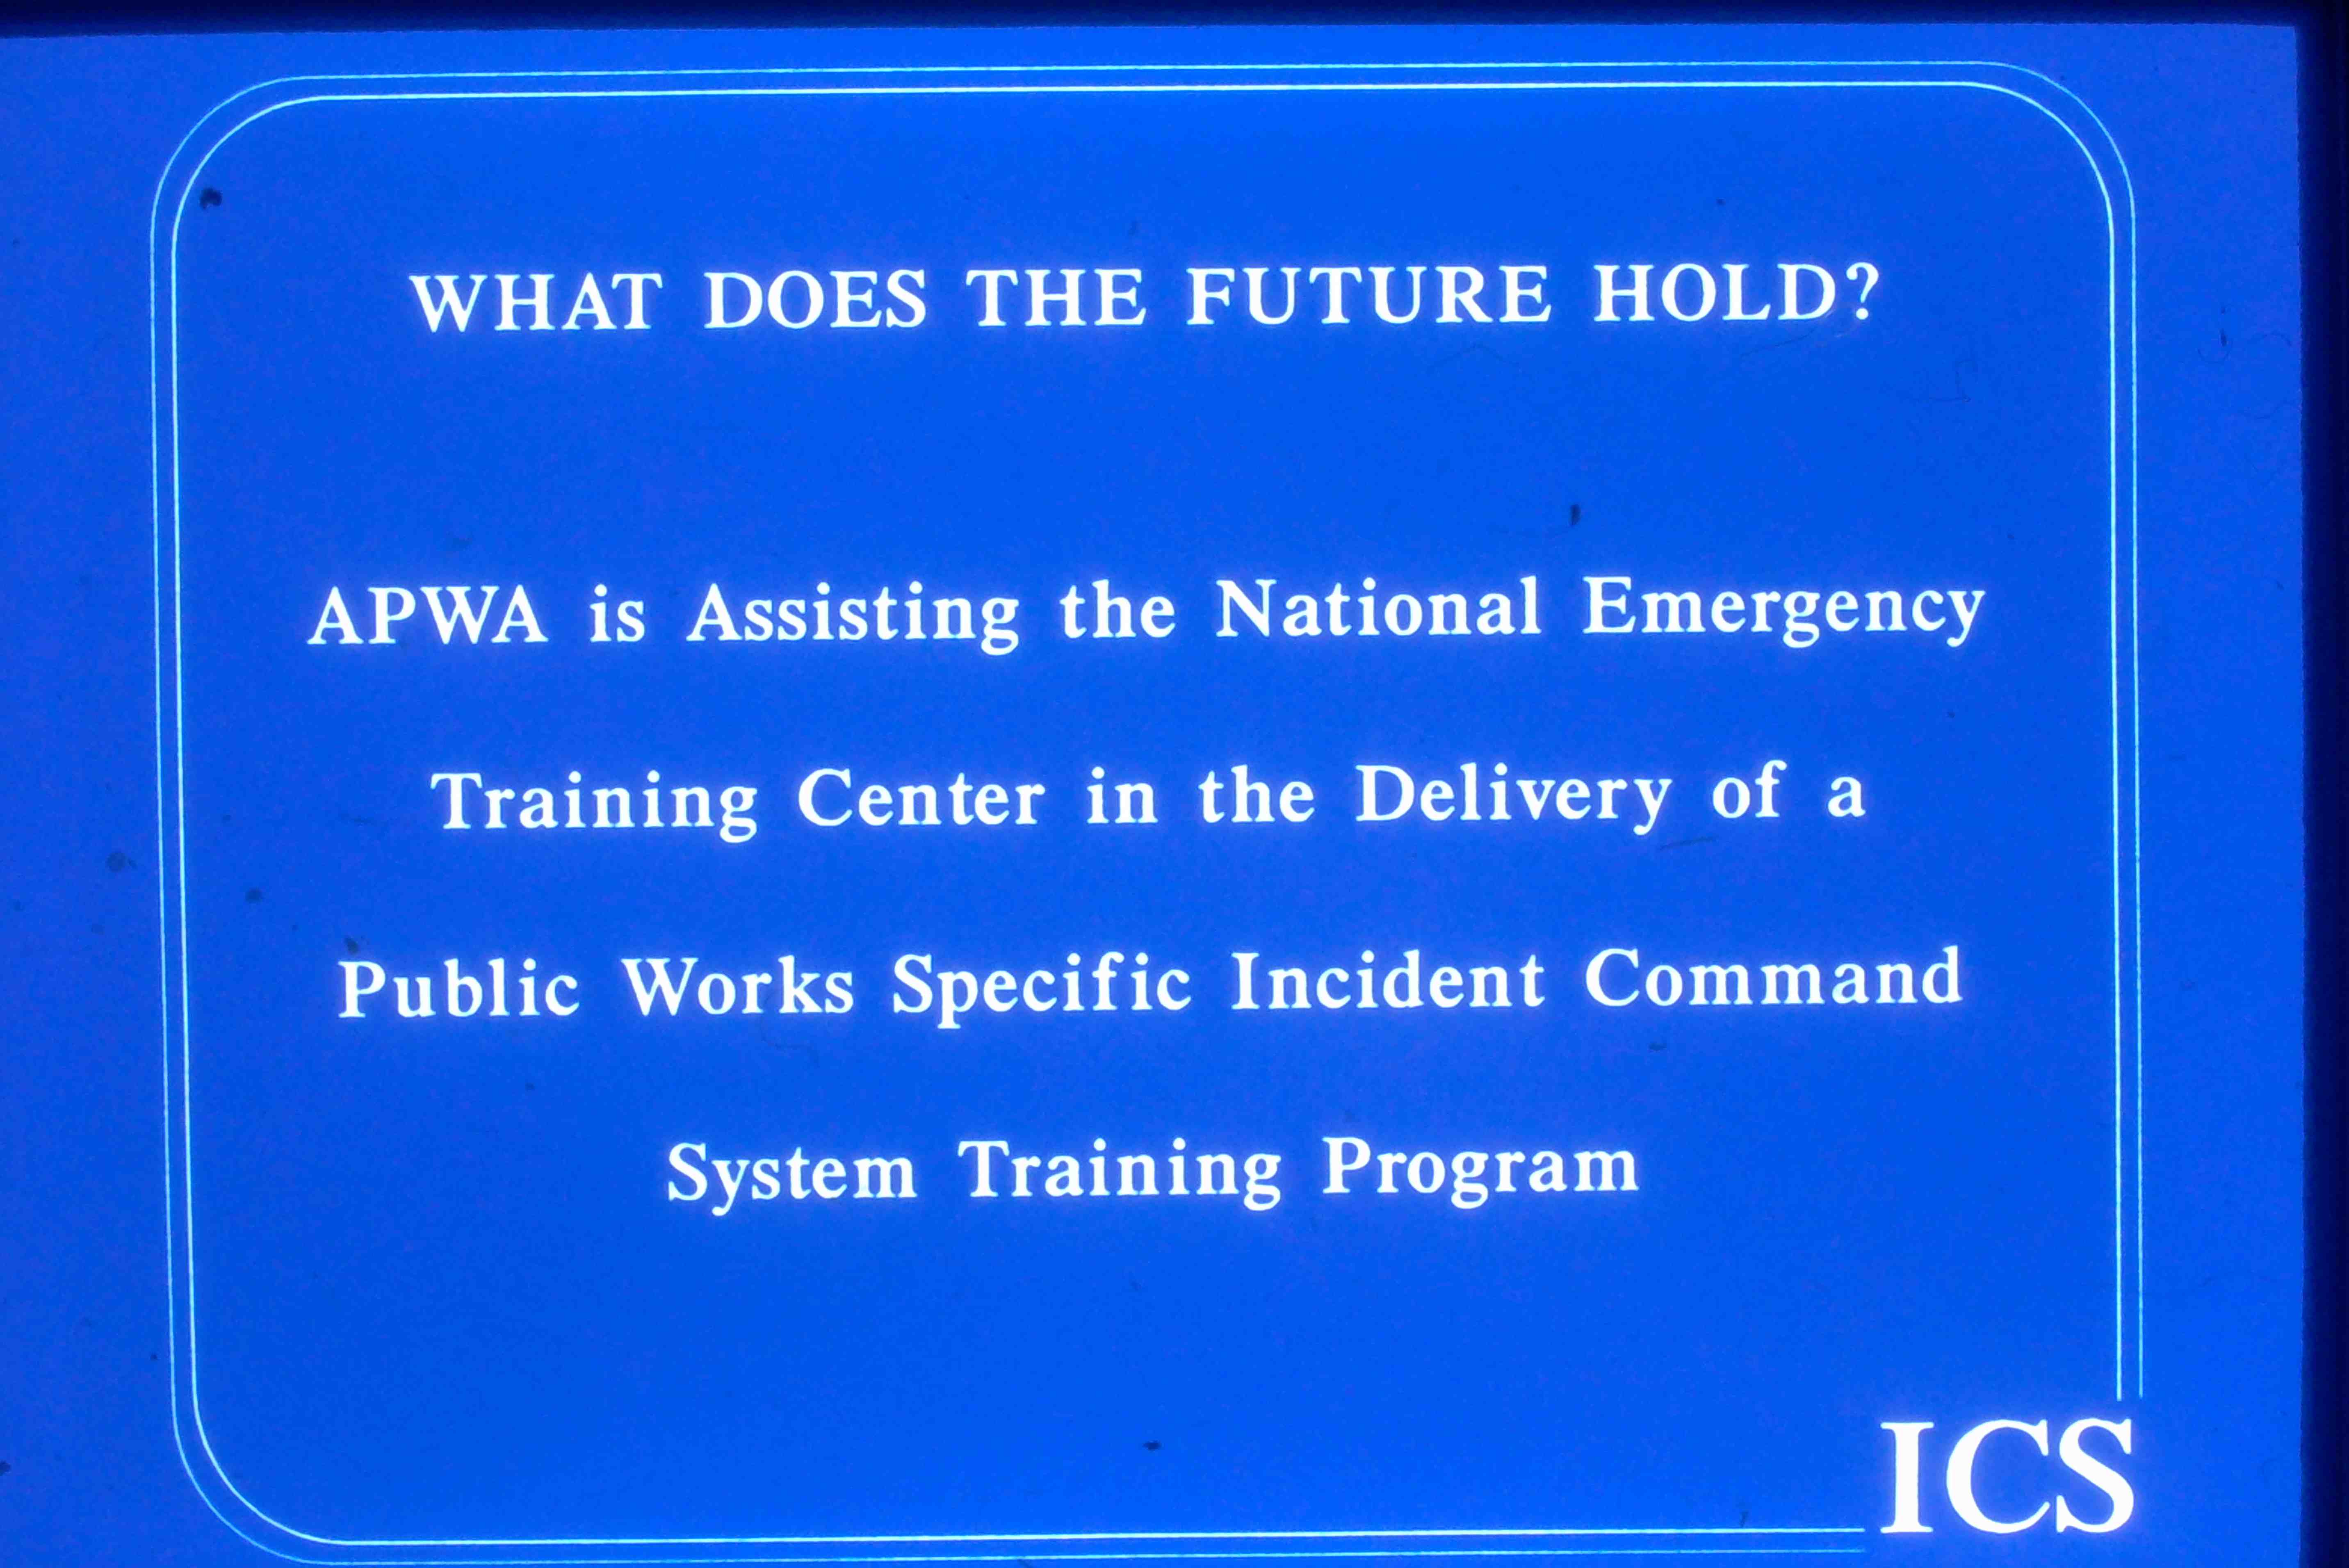 WHAT DOES THE FUTURE HOLD?
APWA is Assisting the National Emergency
Training Center in the Delivery of a
Public Works Specific Incident Command
System Training Program
ICS